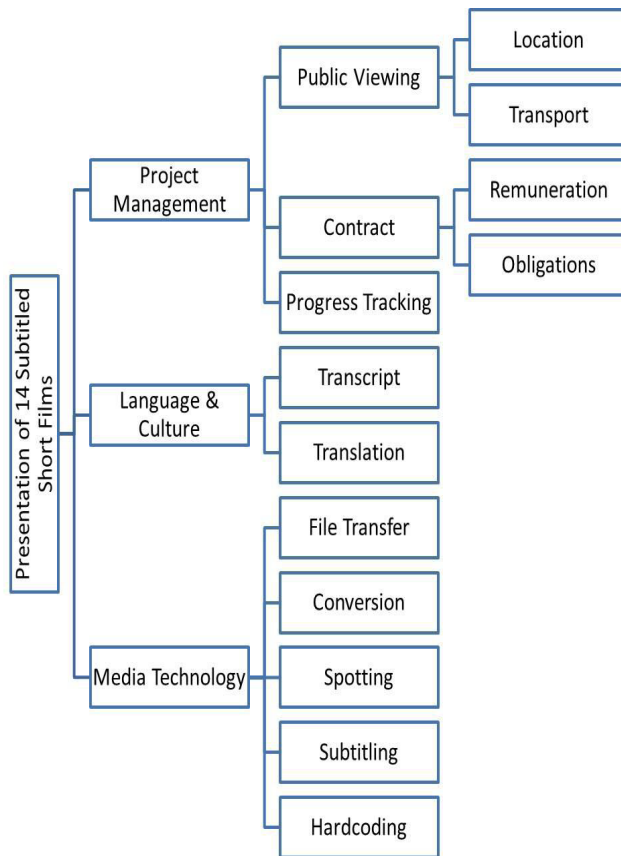 Presentation of 14 Subtitled
Short Films
Project
Management
Public Viewing
Location
Transport
Contract
Remuneration
Obligations
Progress Tracking
Language &
Culture
Transcript
Translation
Media Technology
File Transfer
Conversion
Spotting
Subtitling
Hardcoding